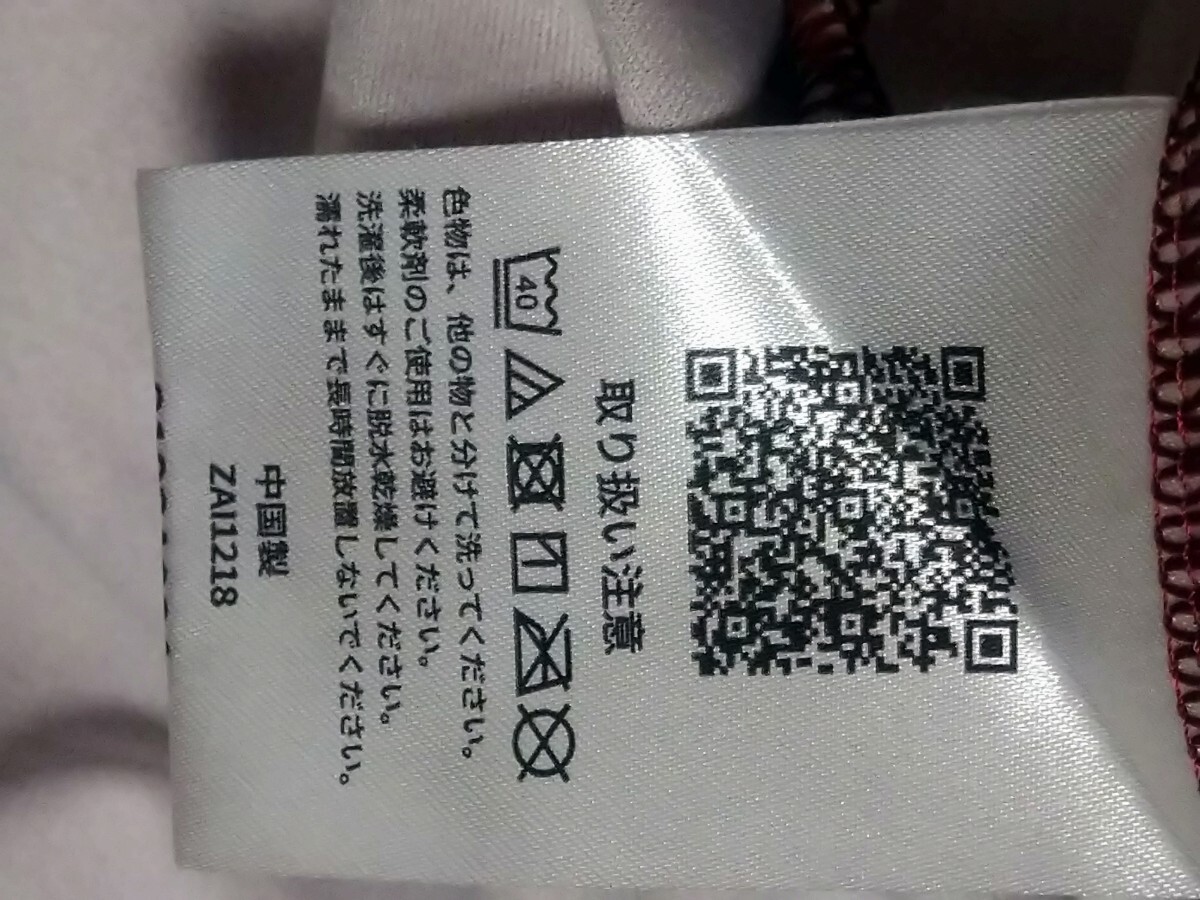 取り扱い注意
40
色物は、他の物と分けて洗ってください。
柔軟剤のご使用はお避けください。
洗濯後はすぐに脱水乾燥してください。
濡れたままで長時間放置しないでください。
中国製
ZAI1218